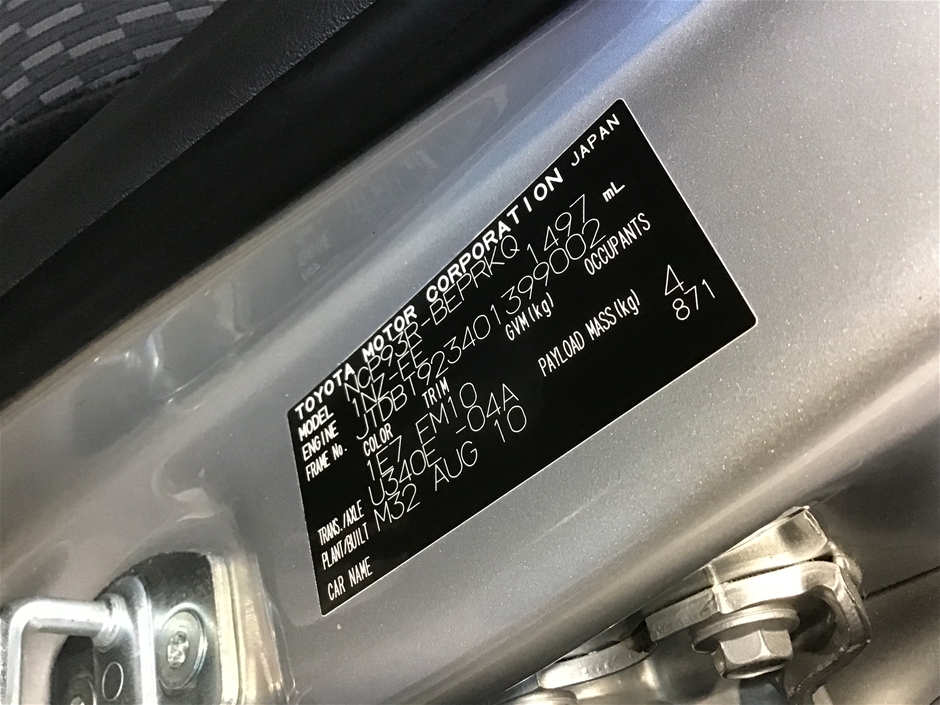 TOYOTA MOTOR CORPORATION JAPAN
MODEL NCP93R-BEPRKQ
ENGINE 1NZ-FE 1497 mL
FRAME No. JTDBT923401399002
COLOR TRIM GVM(kg) OCCUPANTS
1E7 EM10 4
TRANS./AXLE U340E -04A PAYLOAD MASS(kg) 871
PLANT/BUILT M32 AUG 10
CAR NAME